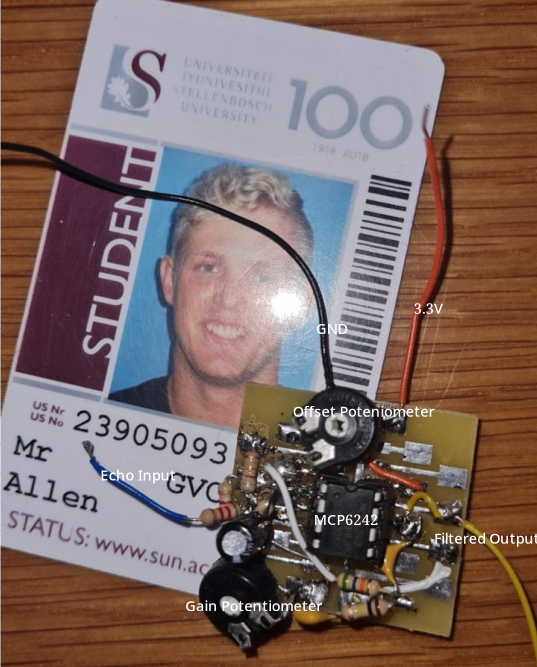 S
UNIVERSITEIT
IYUNIVESITHI
STELLENBOSCH
UNIVERSITY
100
1918 2018
STUDENT
3.3V
GND
Offset Poteniometer
US Nr
US No
23905093
Mr
GVC
Allen
Echo Input
MCP6242
Filtered Output
STATUS: www.sun.ac
Gain Potentiometer